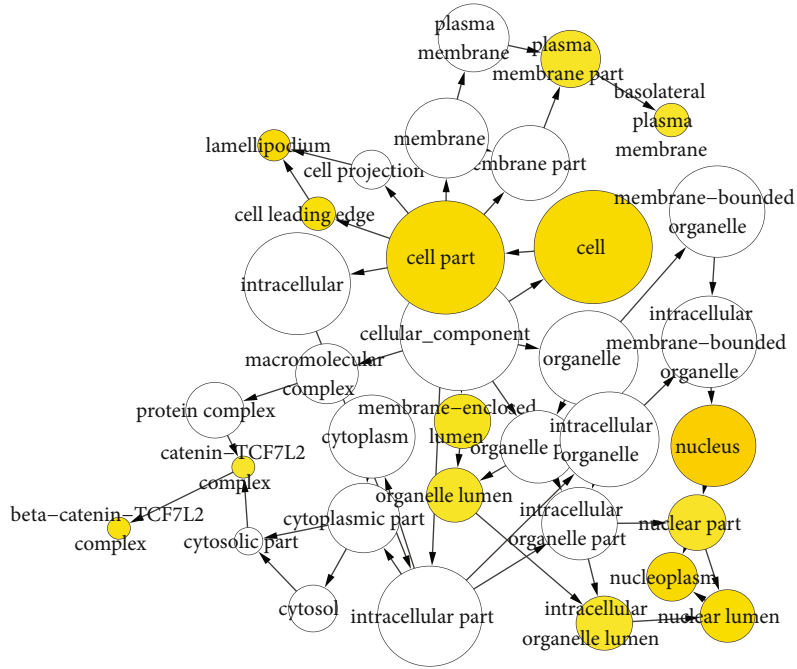 plasma
membrane
plasma
membrane part
basolateral
plasma
membrane
lamellipodium
membrane
cell projection
embrane part
cell leading edge
membrane−bounded
organelle
cell part
cell
intracellular
cellular_component
intracellular
membrane−bounded
organelle
macromolecular
complex
organelle
protein complex
membrane−enclosed
lumen
cytoplasm
organelle p
intracellular
organelle
nucleus
catenin−TCF7L2
complex
organelle lumen
beta−catenin−TCF7L2
complex
cytoplasmic part
cytosolic part
intracellular
organelle part
nuclear part
nucleoplasm
cytosol
intracellular part
intracellular
organelle lumen
nuclear lumen